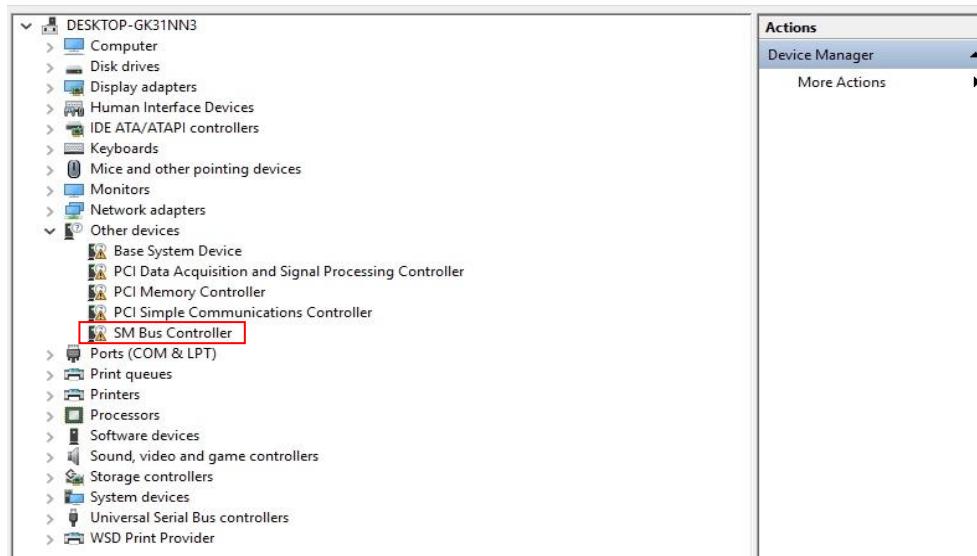 DESKTOP-GK31NN3
Computer
Disk drives
Display adapters
Human Interface Devices
IDE ATA/ATAPI controllers
Keyboards
Mice and other pointing devices
Monitors
Network adapters
Other devices
Base System Device
PCI Data Acquisition and Signal Processing Controller
PCI Memory Controller
PCI Simple Communications Controller
SM Bus Controller
Ports (COM & LPT)
Print queues
Printers
Processors
Software devices
Sound, video and game controllers
Storage controllers
System devices
Universal Serial Bus controllers
WSD Print Provider
Actions
Device Manager
More Actions